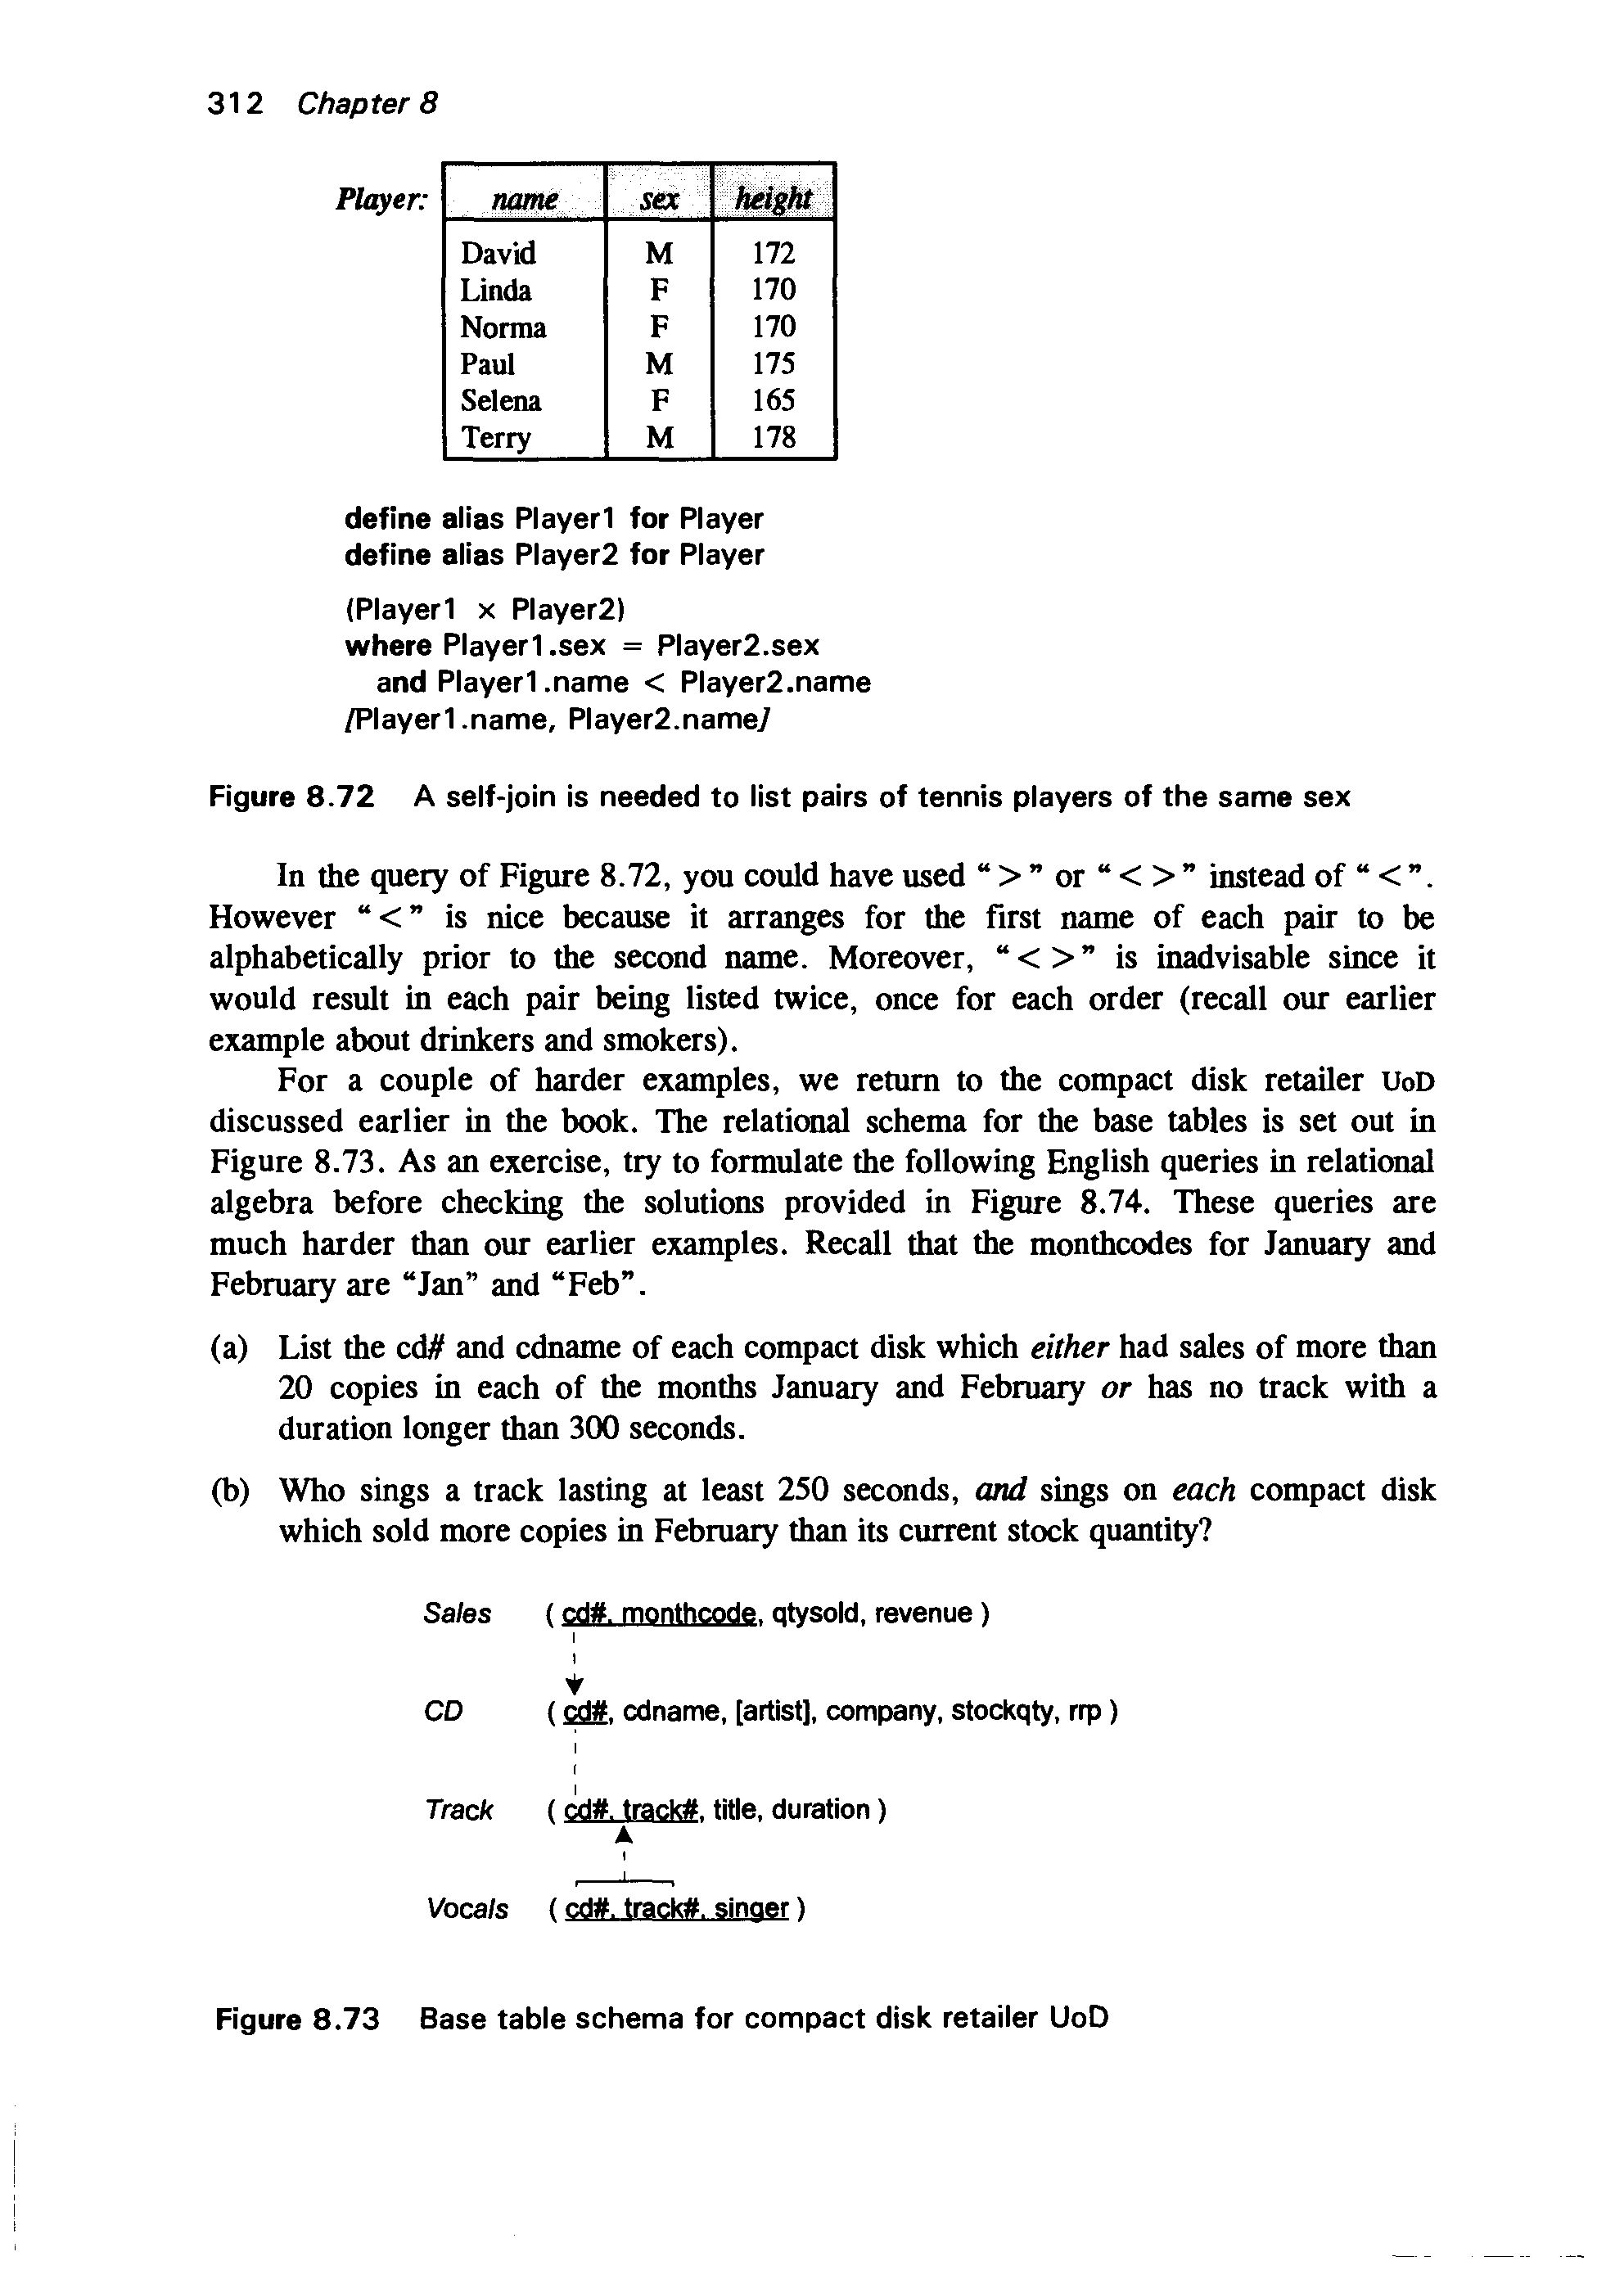 312 Chapter 8
Player: name sex height
David M 172
Linda F 170
Norma F 170
Paul M 175
Selena F 165
Terry M 178
define alias Player1 for Player
define alias Player2 for Player
(Player1 x Player2)
where Player1.sex = Player2.sex
and Player1.name < Player2.name
[Player1.name, Player2.name]
Figure 8.72 A self-join is needed to list pairs of tennis players of the same sex
In the query of Figure 8.72, you could have used “>” or “< >” instead of “<”.
However “<” is nice because it arranges for the first name of each pair to be
alphabetically prior to the second name. Moreover, “< >” is inadvisable since it
would result in each pair being listed twice, once for each order (recall our earlier
example about drinkers and smokers).
For a couple of harder examples, we return to the compact disk retailer UoD
discussed earlier in the book. The relational schema for the base tables is set out in
Figure 8.73. As an exercise, try to formulate the following English queries in relational
algebra before checking the solutions provided in Figure 8.74. These queries are
much harder than our earlier examples. Recall that the monthcodes for January and
February are “Jan” and “Feb”.
(a) List the cd# and cdname of each compact disk which either had sales of more than
20 copies in each of the months January and February or has no track with a
duration longer than 300 seconds.
(b) Who sings a track lasting at least 250 seconds, and sings on each compact disk
which sold more copies in February than its current stock quantity?
Sales ( cd#, monthcode, qtysold, revenue )
CD ( cd#, cdname, [artist], company, stockqty, rrp )
Track ( cd#, track#, title, duration )
Vocals ( cd#, track#, singer )
Figure 8.73 Base table schema for compact disk retailer UoD